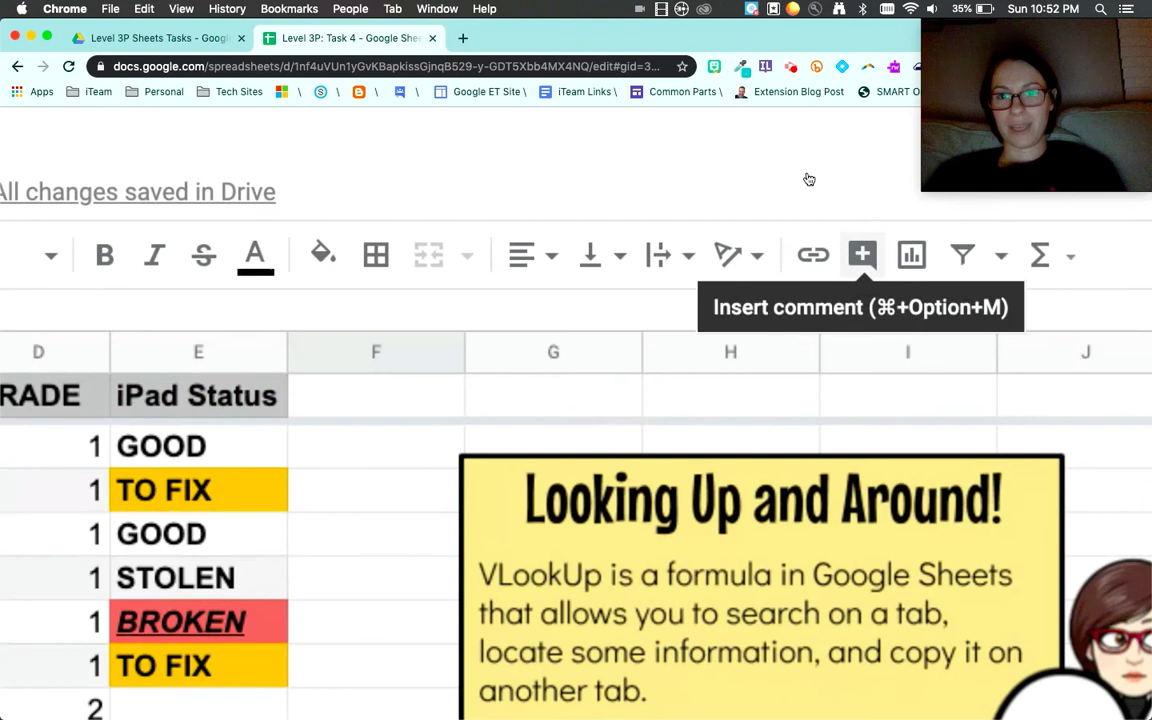 Chrome File Edit View History Bookmarks People Tab Window Help 35% Sun 10:52 PM
Level 3P Sheets Tasks - Goog Level 3P: Task 4 - Google She
docs.google.com/spreadsheets/d/1nf4uVUn1yGvKBapkissGjnqB529-y-GDT5Xbb4MX4NQ/edit#gid=3...
Apps iTeam Personal Tech Sites \ \ \ \ Google ET Site \ iTeam Links \ Common Parts \ Extension Blog Post SMART O
All changes saved in Drive
B I S A
Insert comment (⌘+Option+M)
D E F G H I J
RADE iPad Status
1 GOOD
1 TO FIX
1 GOOD
1 STOLEN
1 BROKEN
1 TO FIX
2
Looking Up and Around!
VLookUp is a formula in Google Sheets
that allows you to search on a tab,
locate some information, and copy it on
another tab.